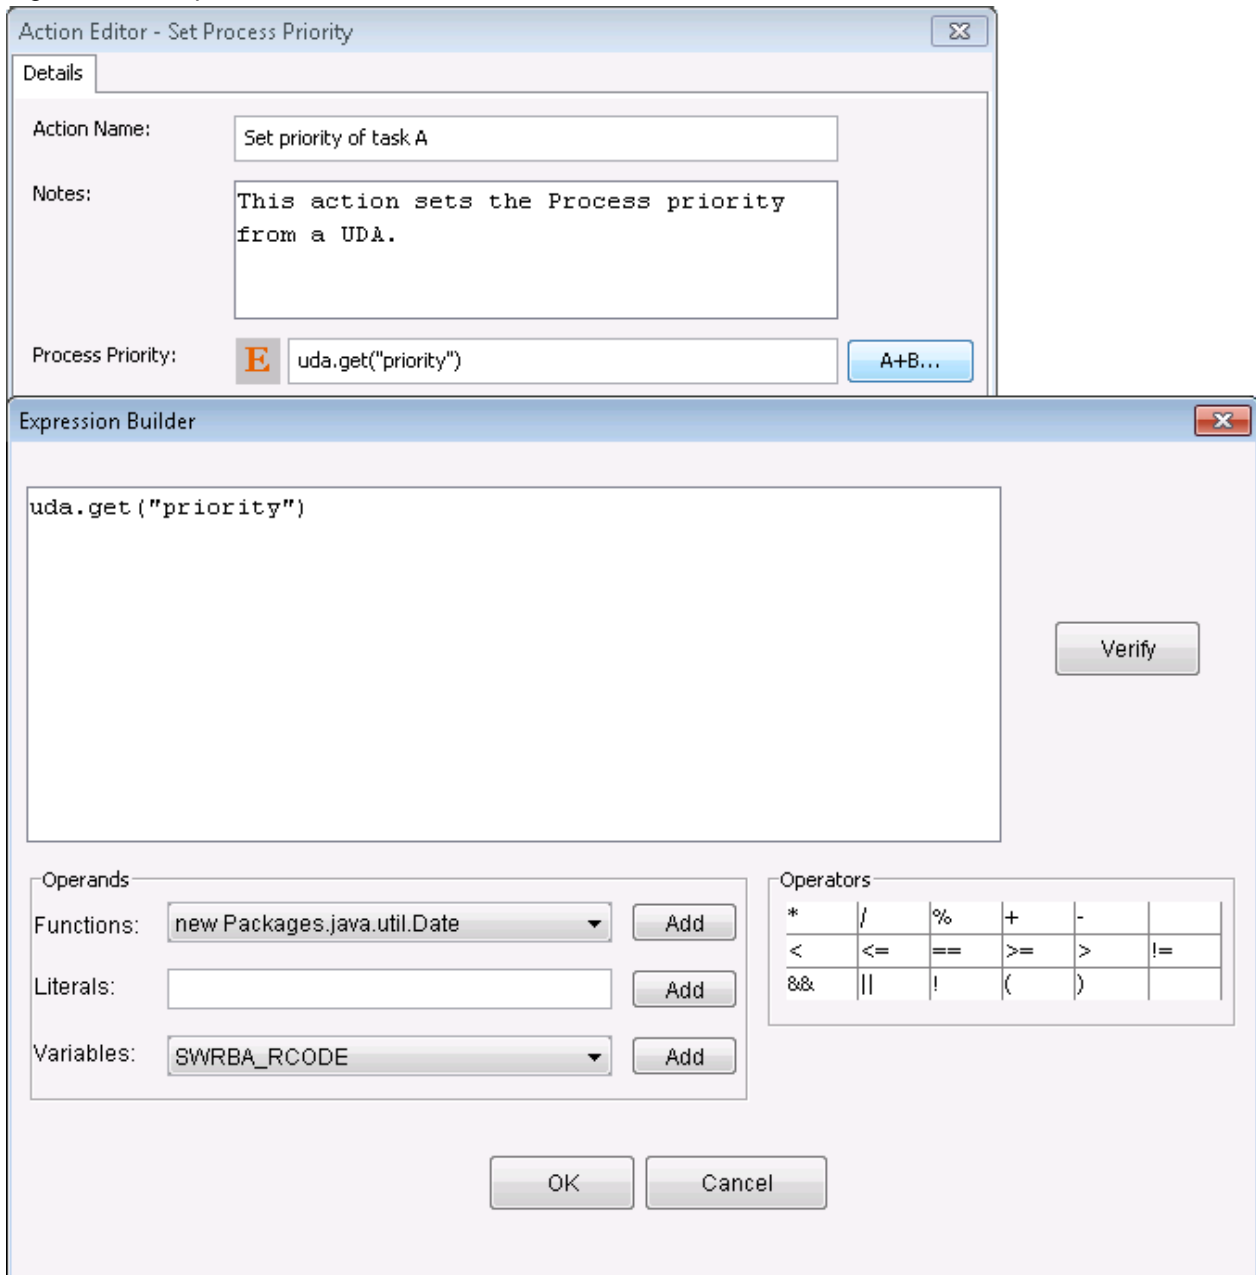 Action Editor - Set Process Priority
Details
Action Name:
Set priority of task A
Notes:
This action sets the Process priority
from a UDA.
Process Priority:
E
uda.get("priority")
A+B...
Expression Builder
uda.get("priority")
Verify
Operands
Functions:
new Packages.java.util.Date
Add
Literals:
Add
Variables:
SWRBA_RCODE
Add
Operators
* / % + -
< <= == >= > !=
&& || ! ( )
OK
Cancel